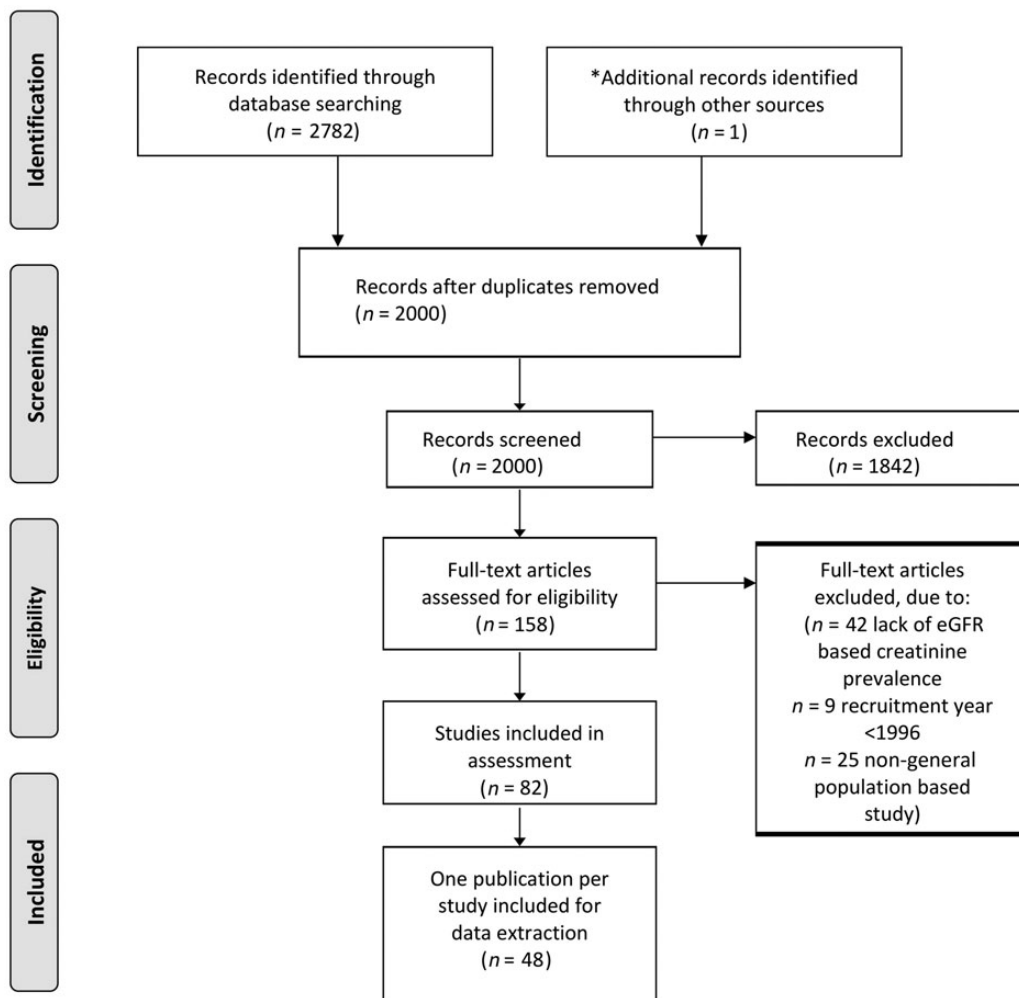 Identification
Records identified through
database searching
(n = 2782)
*Additional records identified
through other sources
(n = 1)
Screening
Records after duplicates removed
(n = 2000)
Records screened
(n = 2000)
Records excluded
(n = 1842)
Eligibility
Full-text articles
assessed for eligibility
(n = 158)
Full-text articles
excluded, due to:
(n = 42 lack of eGFR
based creatinine
prevalence
n = 9 recruitment year
<1996
n = 25 non-general
population based
study)
Studies included in
assessment
(n = 82)
Included
One publication per
study included for
data extraction
(n = 48)